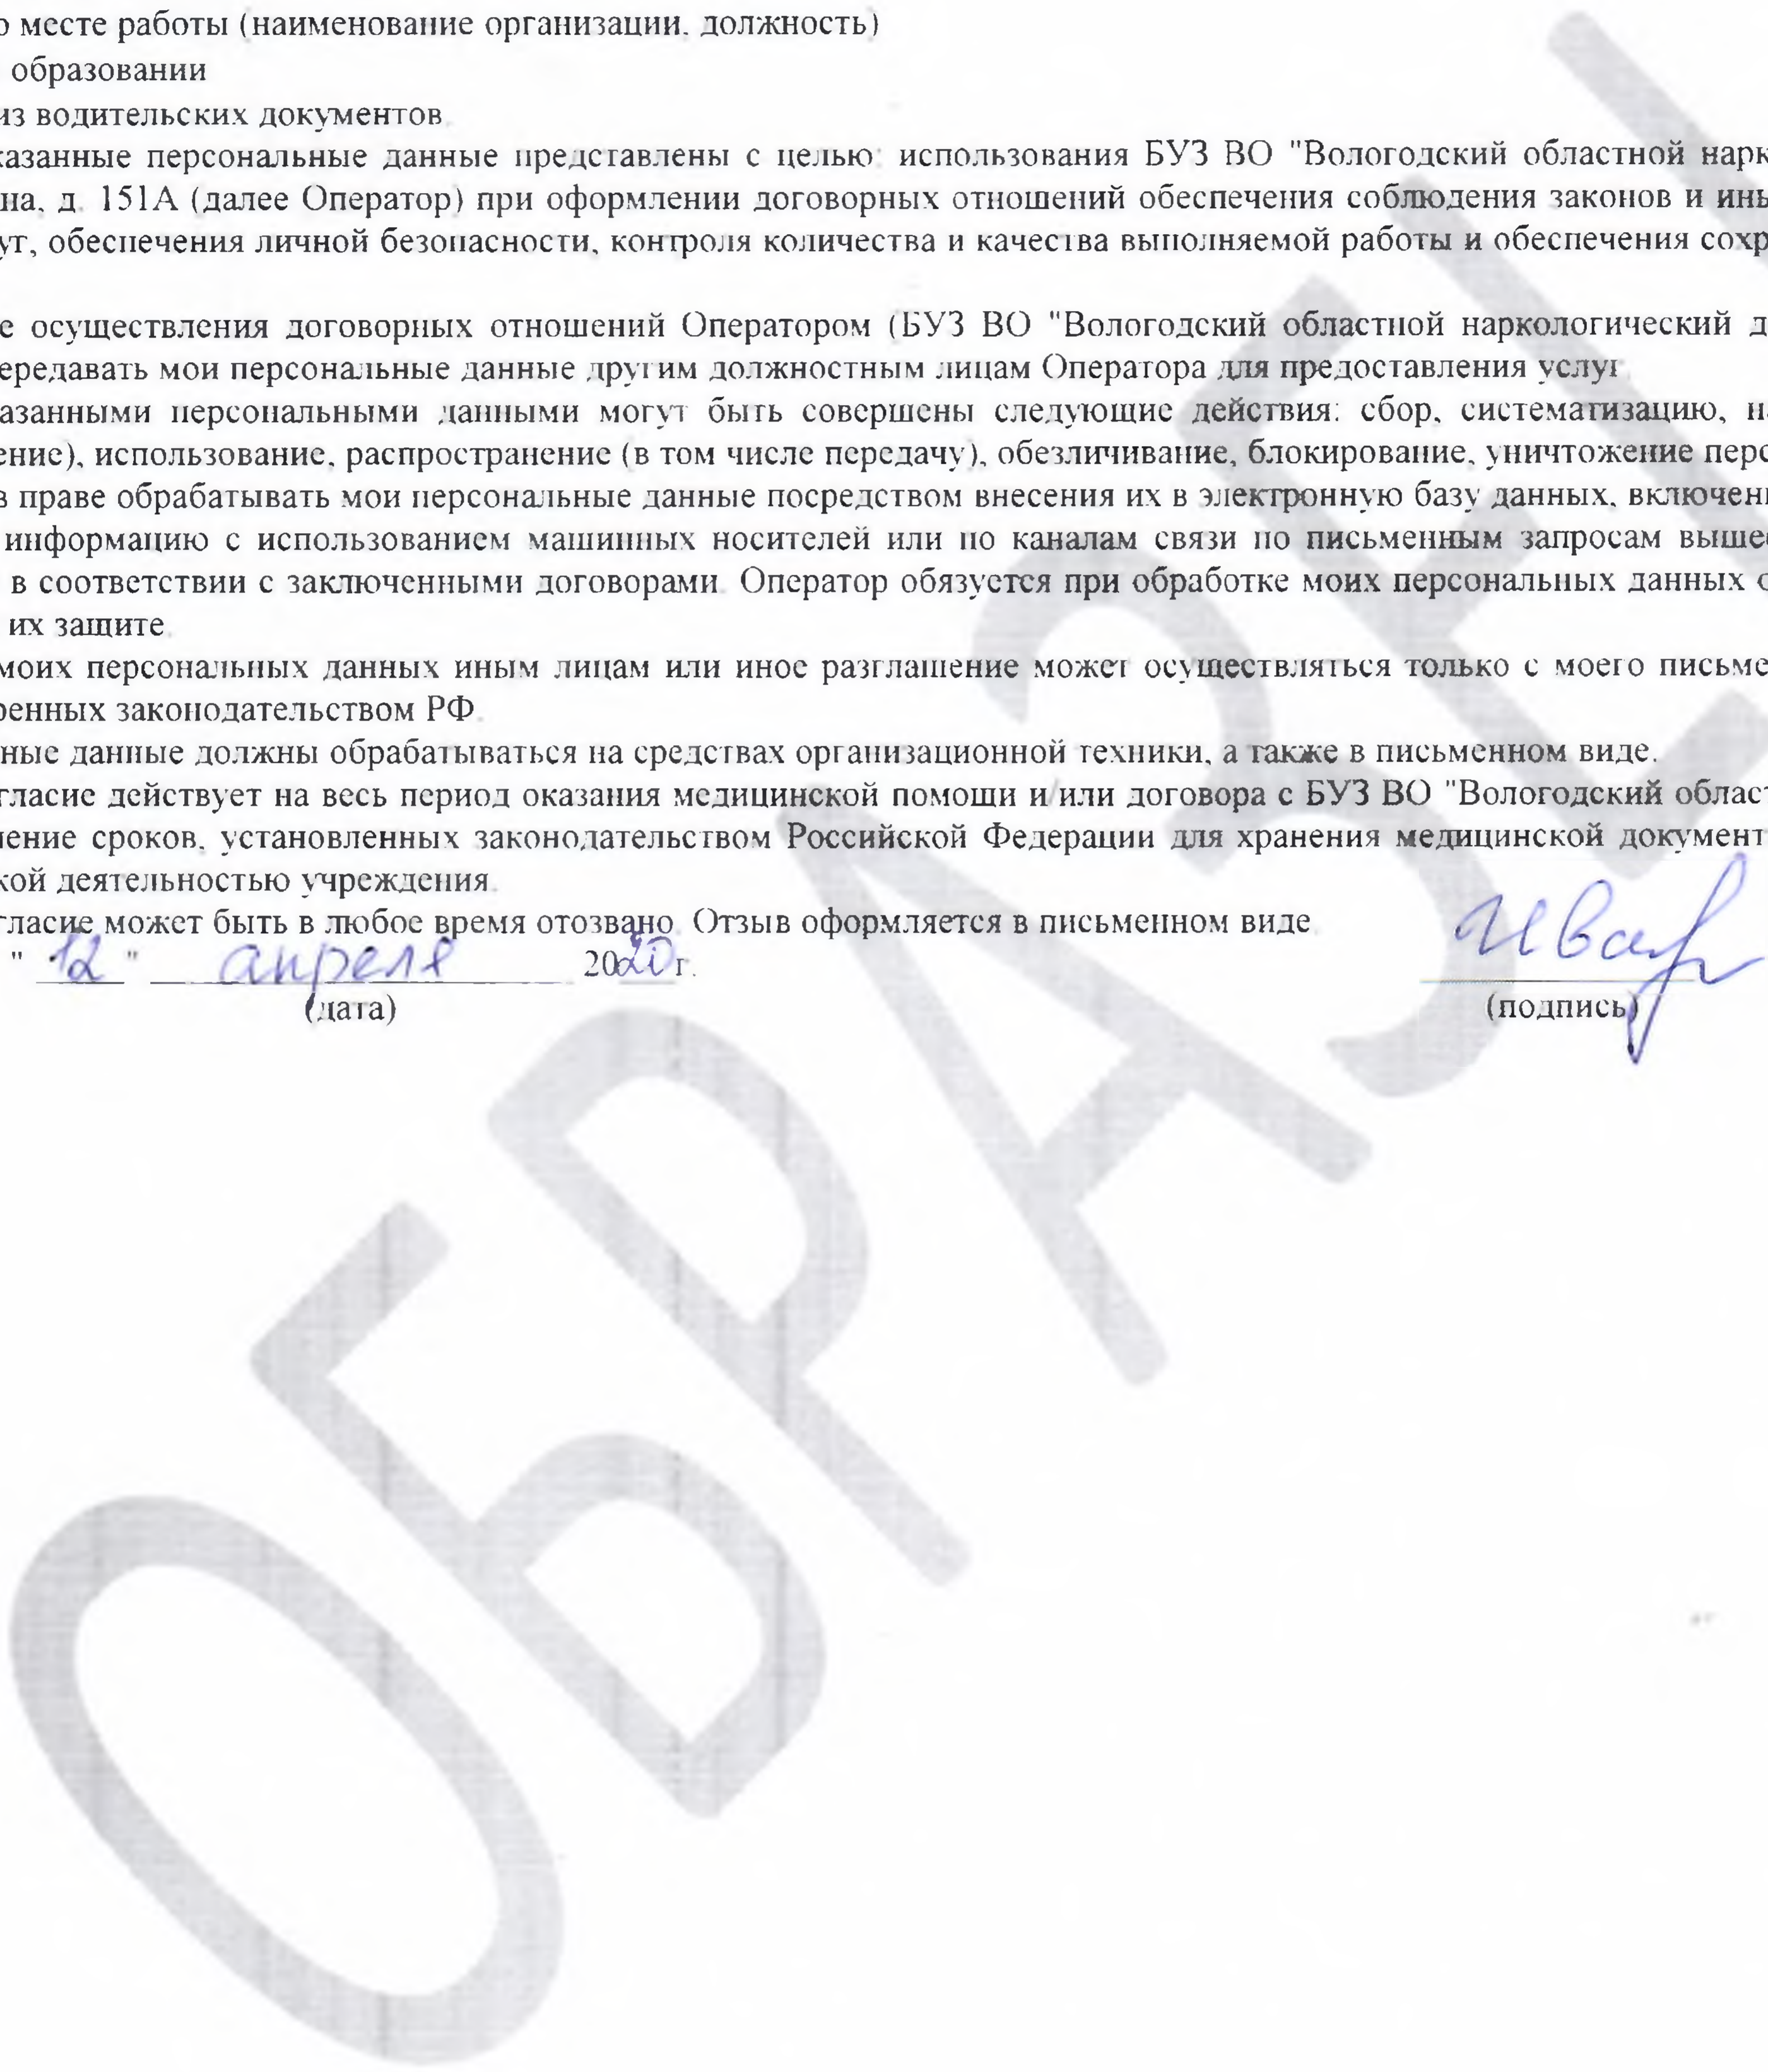 о месте работы (наименование организации, должность)
образовании
из водительских документов
казанные персональные данные представлены с целью: использования БУЗ ВО "Вологодский областной нарк
на, д. 151А (далее Оператор) при оформлении договорных отношений обеспечения соблюдения законов и ины
уг, обеспечения личной безопасности, контроля количества и качества выполняемой работы и обеспечения сохр
е осуществления договорных отношений Оператором (БУЗ ВО "Вологодский областной наркологический д
ередавать мои персональные данные другим должностным лицам Оператора для предоставления услуг
казанными персональными данными могут быть совершены следующие действия: сбор, систематизацию, на
ение), использование, распространение (в том числе передачу), обезличивание, блокирование, уничтожение перс
в праве обрабатывать мои персональные данные посредством внесения их в электронную базу данных, включени
информацию с использованием машинных носителей или по каналам связи по письменным запросам выше
в соответствии с заключенными договорами. Оператор обязуется при обработке моих персональных данных с
их защите.
моих персональных данных иным лицам или иное разглашение может осуществляться только с моего письме
ренных законодательством РФ.
ные данные должны обрабатываться на средствах организационной техники, а также в письменном виде.
гласие действует на весь период оказания медицинской помощи и/или договора с БУЗ ВО "Вологодский област
чение сроков, установленных законодательством Российской Федерации для хранения медицинской документ
кой деятельностью учреждения.
гласие может быть в любое время отозвано. Отзыв оформляется в письменном виде.
" 12 " апреля 2020 г.
(дата) (подпись)
ОБРАЗЕЦ